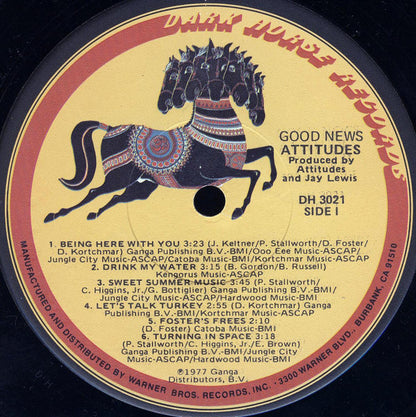 DARK HORSE RECORDS
GOOD NEWS
ATTITUDES
Produced by
Attitudes
and Jay Lewis
DH 3021
SIDE I
1. BEING HERE WITH YOU 3:23 (J. Keltner/P. Stallworth/D. Foster/
D. Kortchmar) Ganga Publishing B.V.-BMI/Ooo Eee Music-ASCAP/
Jungle City Music-ASCAP/Catoba Music-BMI/Kortchmar Music-ASCAP
2. DRINK MY WATER 3:15 (B. Gordon/B. Russell)
Kengorus Music-ASCAP
3. SWEET SUMMER MUSIC 3:45 (P. Stallworth/
C. Higgins, Jr./G. Bottiglier) Ganga Publishing B.V.-BMI/
Jungle City Music-ASCAP/Hardwood Music-BMI
4. LET'S TALK TURKEY 2:55 (D. Kortchmar) Ganga
Publishing B.V.-BMI/Kortchmar Music-ASCAP
5. FOSTER'S FREES 2:10
(D. Foster) Catoba Music-BMI
6. TURNING IN SPACE 3:18
(P. Stallworth/C. Higgins, Jr./E. Brown)
Ganga Publishing B.V.-BMI/Jungle City
Music-ASCAP/Hardwood Music-BMI
℗1977 Ganga
Distributors, B.V.
MANUFACTURED AND DISTRIBUTED BY WARNER BROS. RECORDS, INC. · 3300 WARNER BLVD., BURBANK, CA. 91510